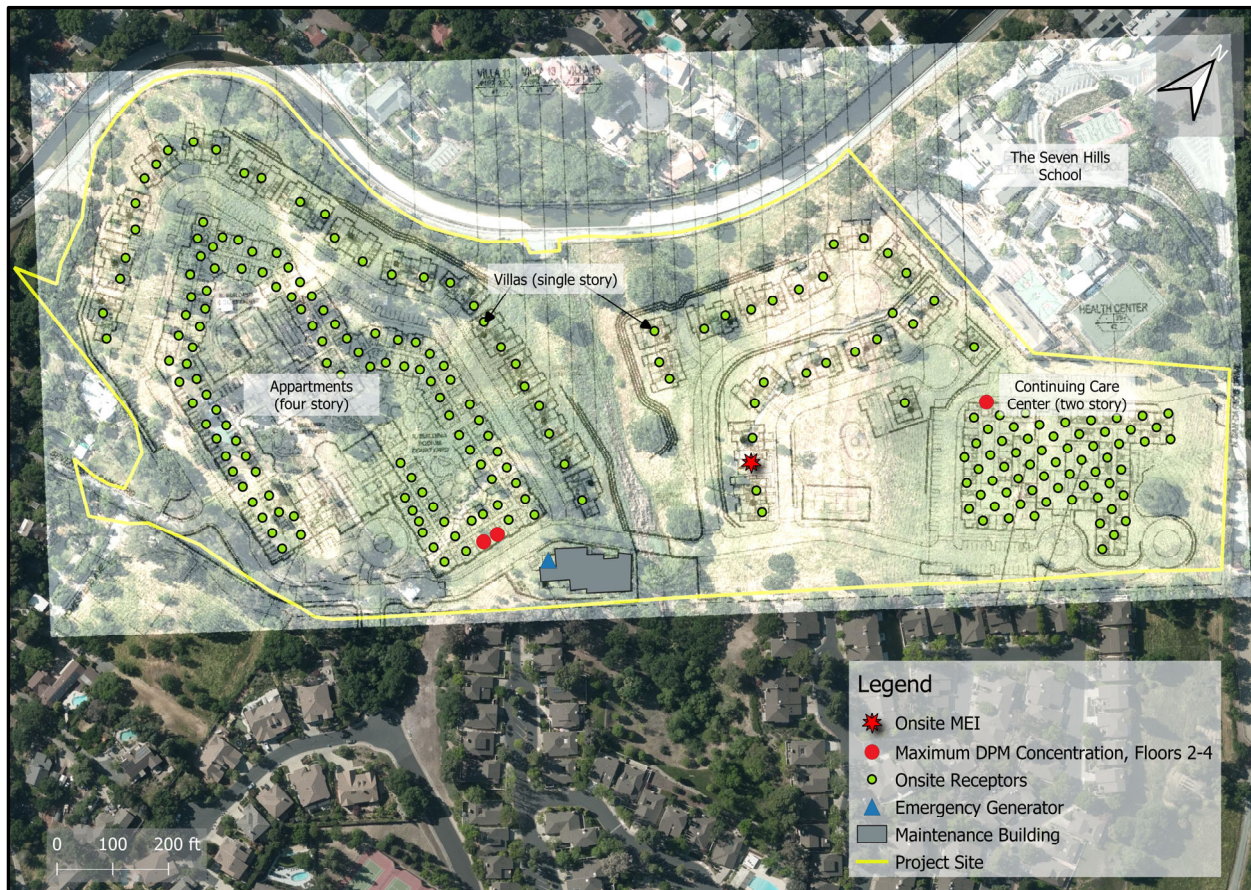 VILLA 13
N
The Seven Hills
School
Villas (single story)
HEALTH CENTER
Appartments
(four story)
Continuing Care
Center (two story)
Legend
Onsite MEI
Maximum DPM Concentration, Floors 2-4
Onsite Receptors
Emergency Generator
Maintenance Building
Project Site
0 100 200 ft